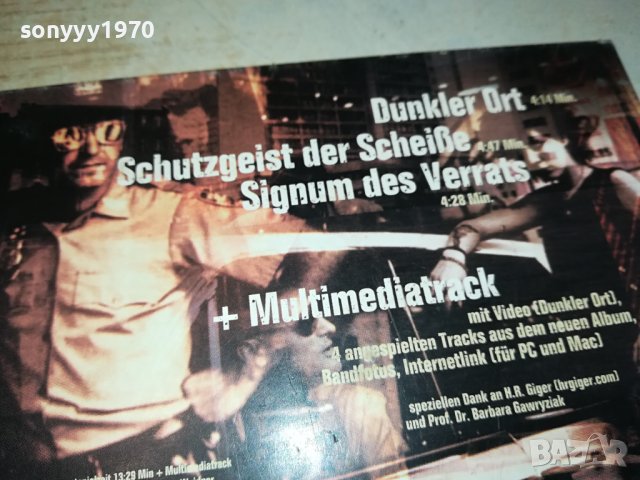 sonyyy1970
Dunkler Ort 4:14 Min.
Schutzgeist der Scheiße 4:47 Min.
Signum des Verrats
4:28 Min.
+ Multimediatrack
mit Video (Dunkler Ort),
4 angespielten Tracks aus dem neuen Album,
Bandfotos, Internetlink (für PC und Mac)
speziellen Dank an H.R. Giger (hrgiger.com)
und Prof. Dr. Barbara Gawryziak
13:29 Min + Multimediatrack
BAZAR